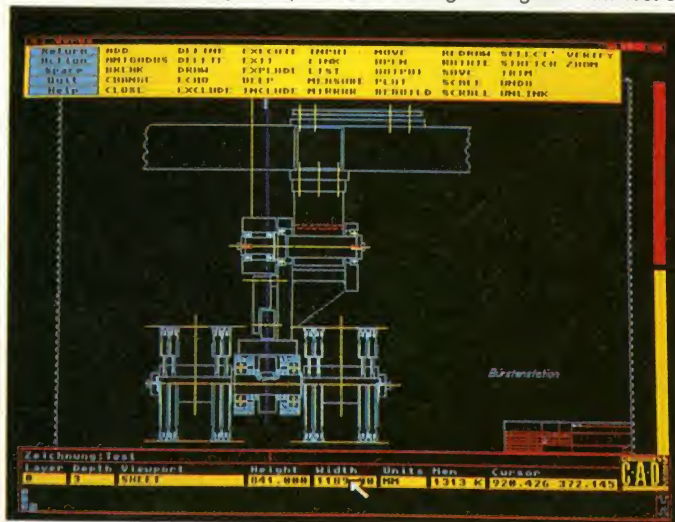 Return ADD DEFINE EXECUTE INPUT MOVE REDRAW SELECT VERIFY
Action AMIGODUS DELETE EXIT LINK OPEN ROTATE STRETCH ZOOM
Space BREAK DRAW EXPLODE LIST OUTPUT SAVE TRIM
Quit CHANGE ECHO HELP MEASURE PLOT SCALE UNDO
Help CLOSE EXCLUDE INCLUDE MIRROR REBUILD SCROLL UNLINK
Bürstenstation
Zeichnung:Test
Layer Depth Viewport Height Width Units Mem Cursor
0 3 SHEET 841.000 MM 1313 K 920.426 372.145
C·A·D